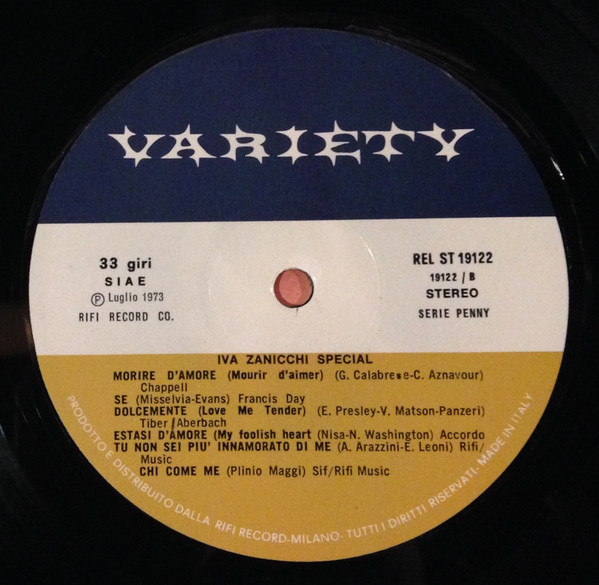 VARIETY
33 giri
SIAE
Ⓟ Luglio 1973
RIFI RECORD CO.
REL ST 19122
19122 / B
STEREO
SERIE PENNY
IVA ZANICCHI SPECIAL
MORIRE D'AMORE (Mourir d'aimer) (G. Calabrese-C. Aznavour)
Chappell
SE (Misselvia-Evans) Francis Day
DOLCEMENTE (Love Me Tender) (E. Presley-V. Matson-Panzeri)
Tiber/Aberbach
ESTASI D'AMORE (My foolish heart (Nisa-N. Washington) Accordo
TU NON SEI PIU' INNAMORATO DI ME (A. Arazzini-E. Leoni) Rifi/
Music
CHI COME ME (Plinio Maggi) Sif/Rifi Music
PRODOTTO E DISTRIBUITO DALLA RIFI RECORD-MILANO-TUTTI I DIRITTI RISERVATI-MADE IN ITALY